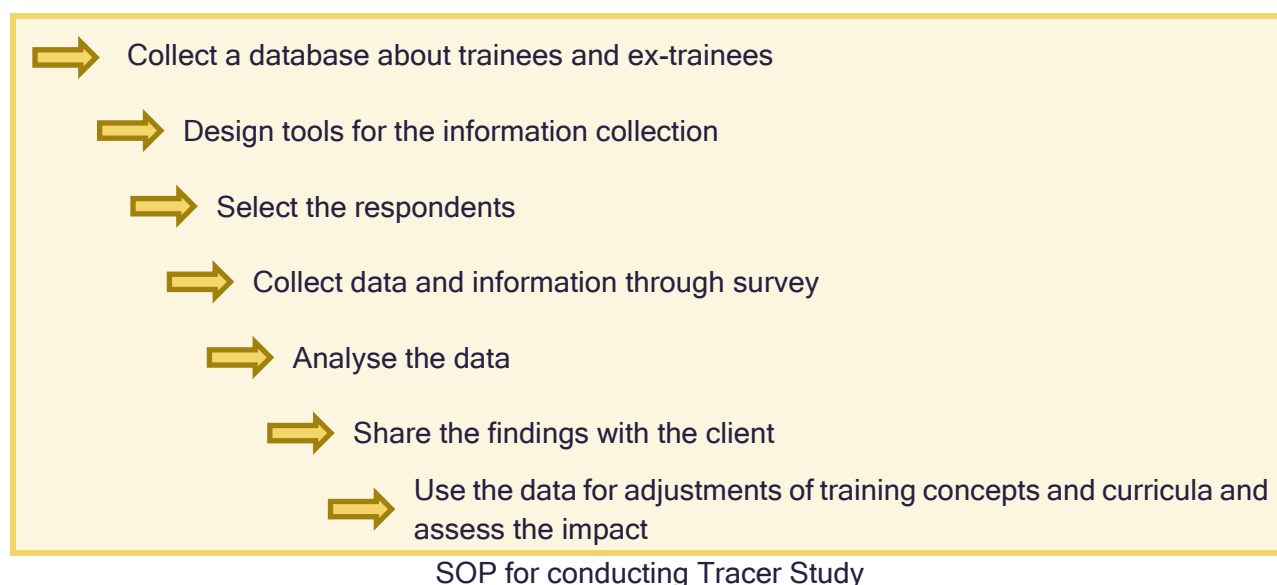 Collect a database about trainees and ex-trainees
Design tools for the information collection
Select the respondents
Collect data and information through survey
Analyse the data
Share the findings with the client
Use the data for adjustments of training concepts and curricula and
assess the impact
SOP for conducting Tracer Study